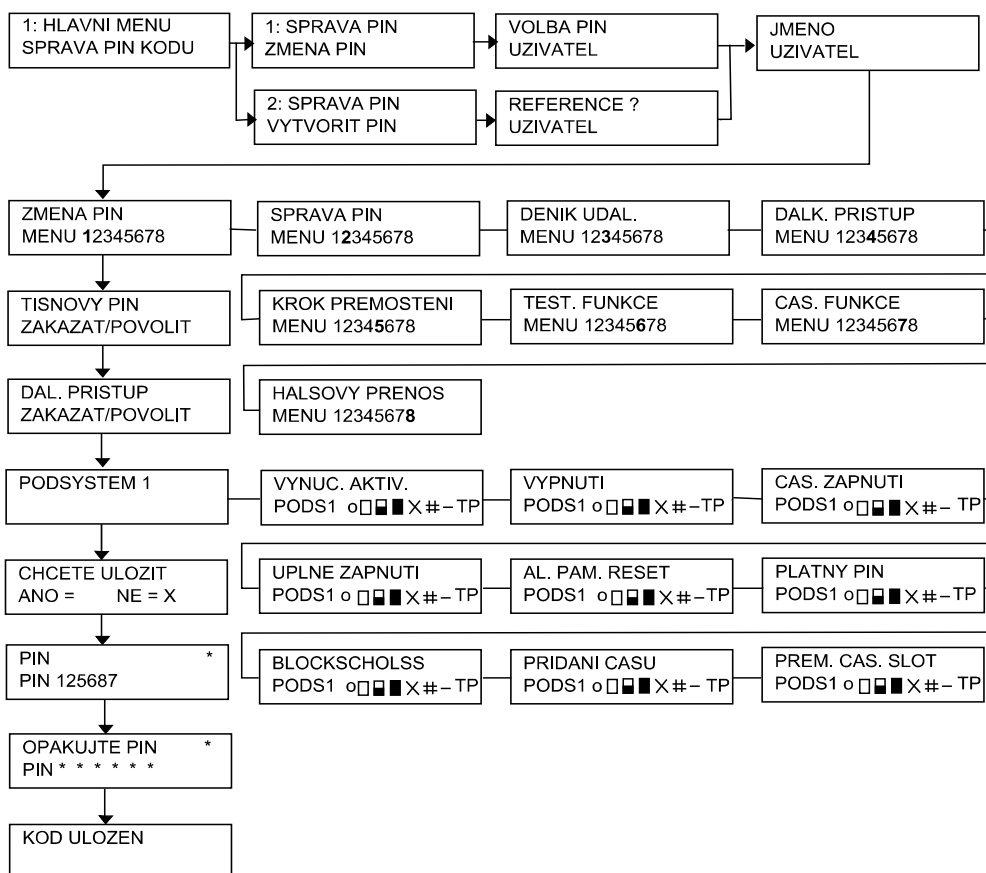 1: HLAVNI MENU
SPRAVA PIN KODU
1: SPRAVA PIN
ZMENA PIN
VOLBA PIN
UZIVATEL
JMENO
UZIVATEL
2: SPRAVA PIN
VYTVORIT PIN
REFERENCE ?
UZIVATEL
ZMENA PIN
MENU 12345678
SPRAVA PIN
MENU 12345678
DENIK UDAL.
MENU 12345678
DALK. PRISTUP
MENU 12345678
TISNOVY PIN
ZAKAZAT/POVOLIT
KROK PREMOSTENI
MENU 12345678
TEST. FUNKCE
MENU 12345678
CAS. FUNKCE
MENU 12345678
DAL. PRISTUP
ZAKAZAT/POVOLIT
HALSOVY PRENOS
MENU 12345678
PODSYSTEM 1
VYNUC. AKTIV.
PODS1 o□⬓■X#–TP
VYPNUTI
PODS1 o□⬓■X#–TP
CAS. ZAPNUTI
PODS1 o□⬓■X#– TP
CHCETE ULOZIT
ANO = NE = X
UPLNE ZAPNUTI
PODS1 o □⬓■X#–TP
AL. PAM. RESET
PODS1 o□⬓■X#–TP
PLATNY PIN
PODS1 o□⬓■X#–TP
PIN *
PIN 125687
BLOCKSCHOLSS
PODS1 o□⬓■X#– TP
PRIDANI CASU
PODS1 o□⬓■X#–TP
PREM. CAS. SLOT
PODS1 o□⬓■X#–TP
OPAKUJTE PIN *
PIN * * * * * *
KOD ULOZEN